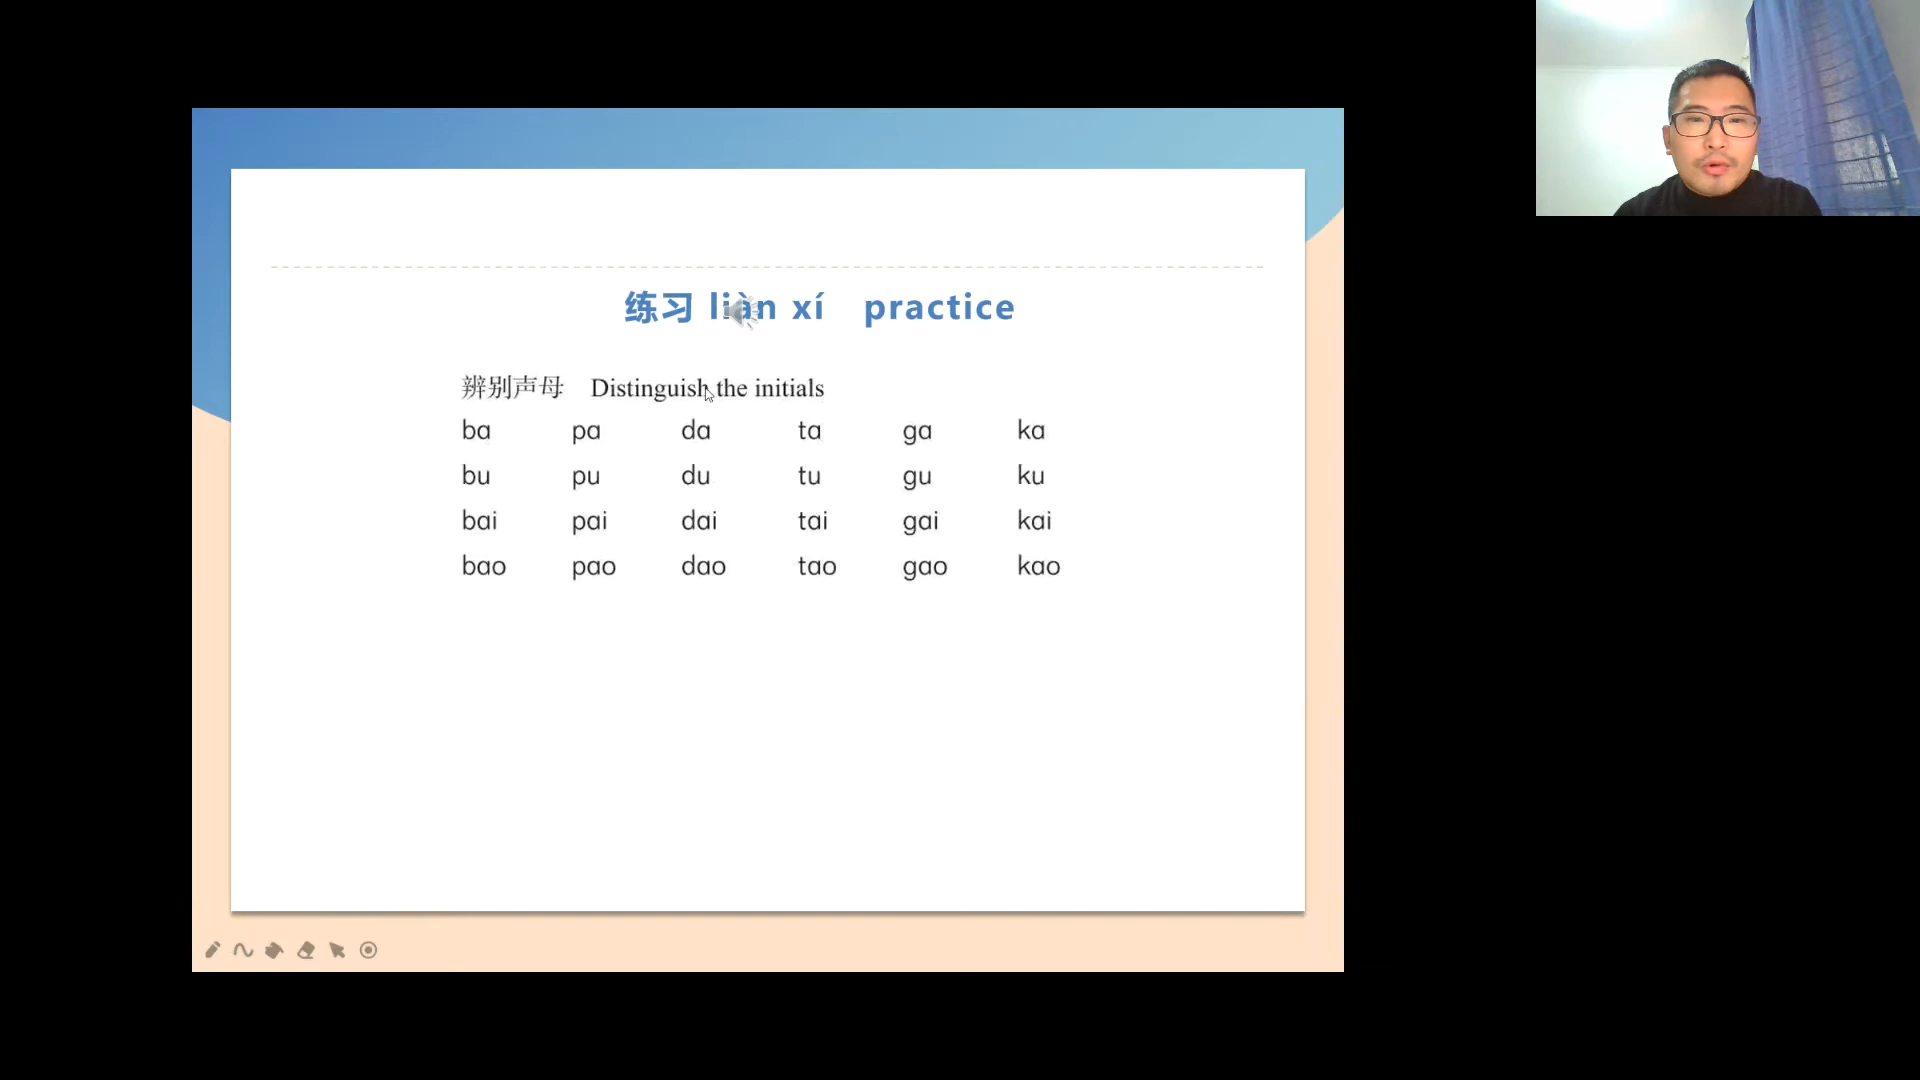 练习 liàn xí practice
辨别声母 Distinguish the initials
ba pa da ta ga ka
bu pu du tu gu ku
bai pai dai tai gai kai
bao pao dao tao gao kao